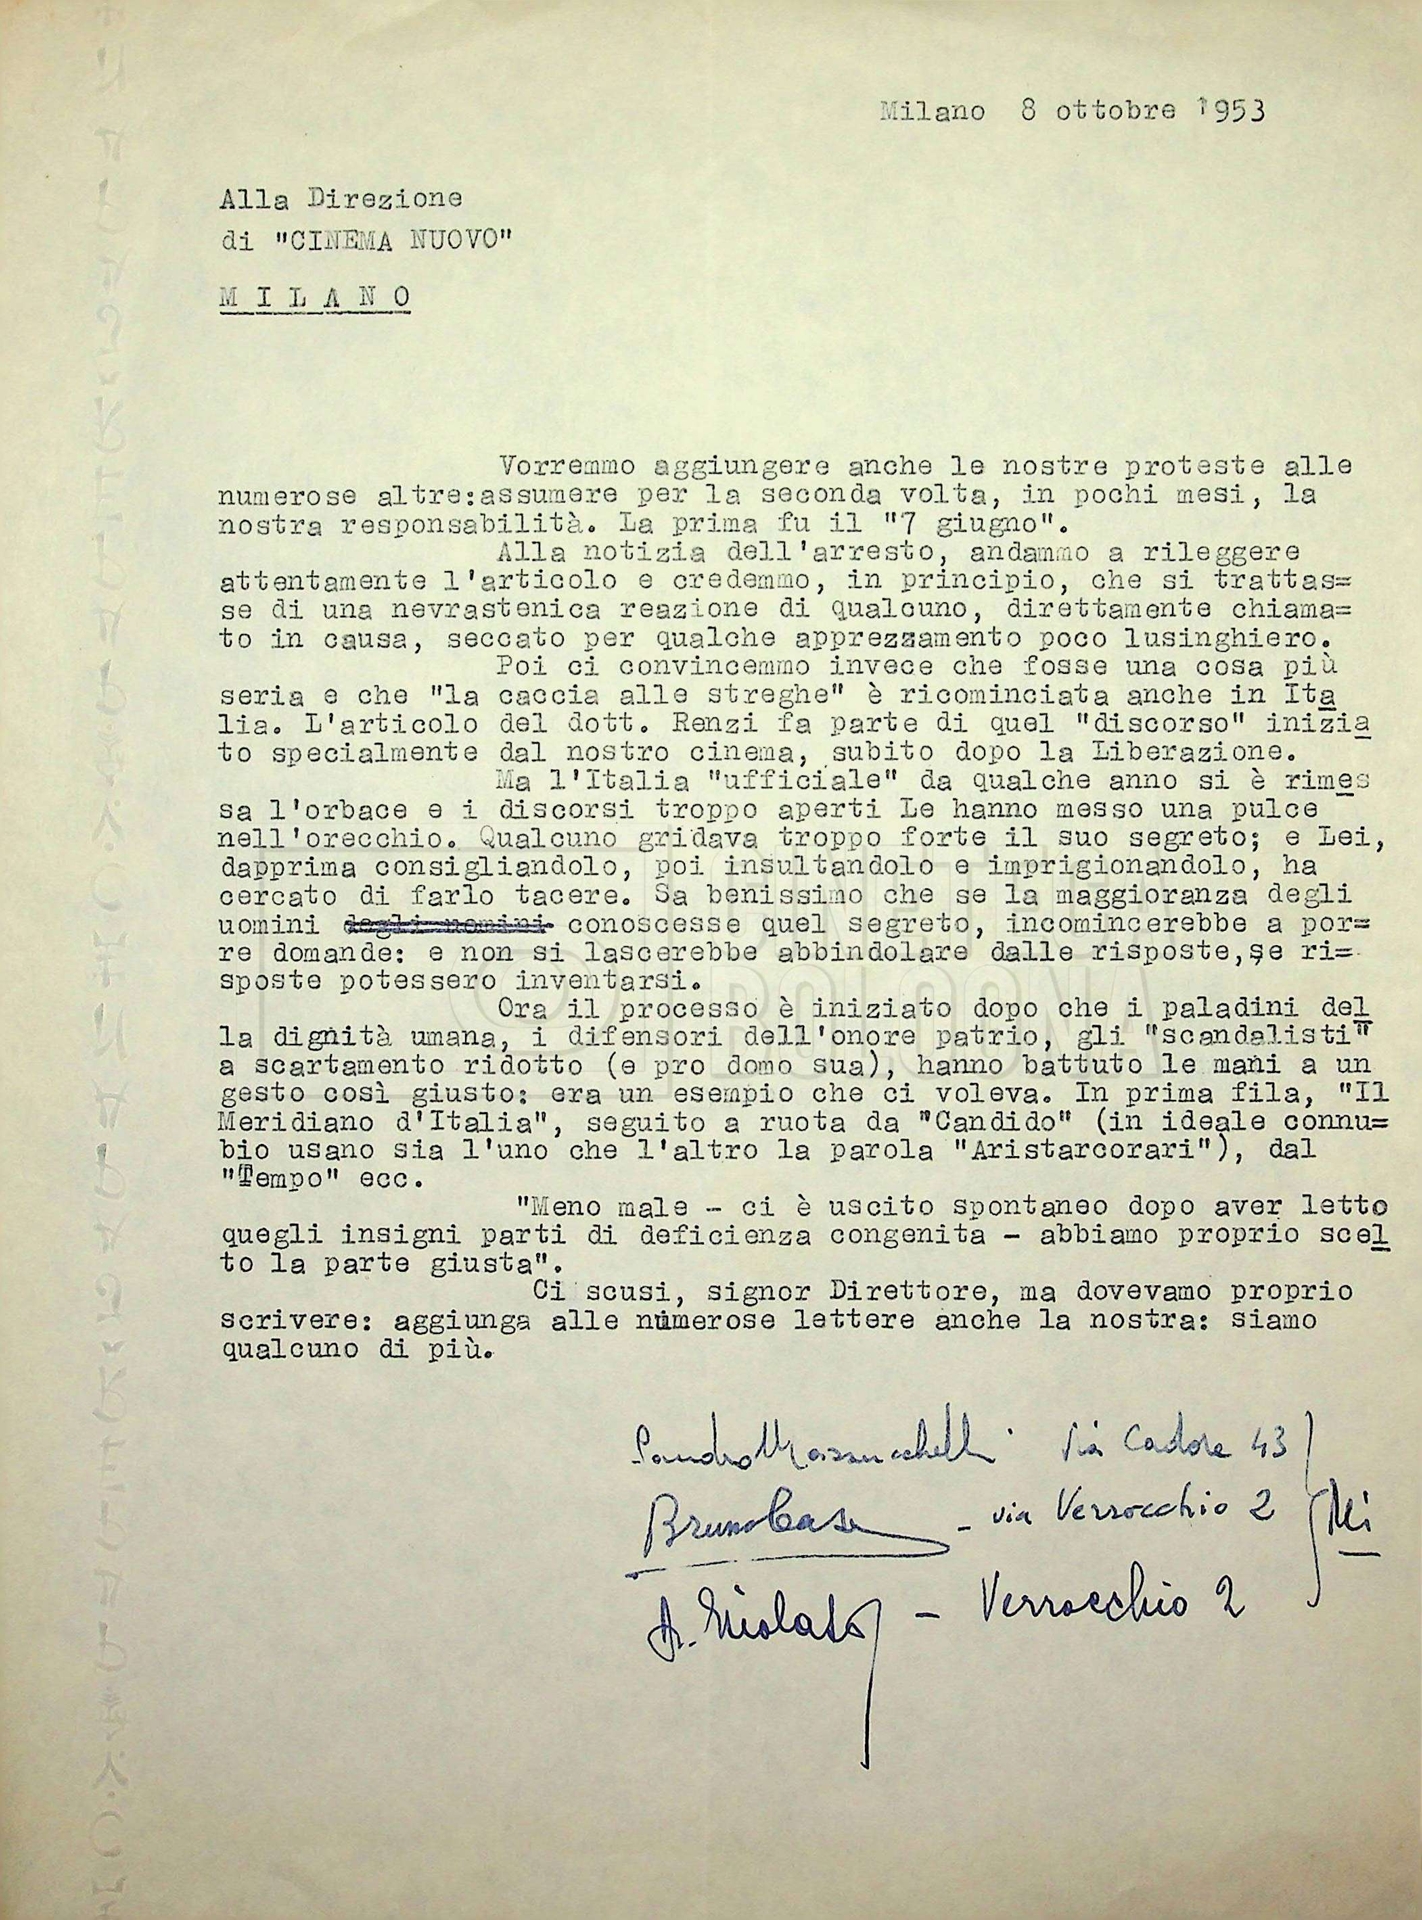 Milano  8 ottobre 1953
Alla Direzione
di "CINEMA NUOVO"
M I L A N O
Vorremmo aggiungere anche le nostre proteste alle
numerose altre:assumere per la seconda volta, in pochi mesi, la
nostra responsabilità. La prima fu il "7 giugno".
Alla notizia dell'arresto, andammo a rileggere
attentamente l'articolo e credemmo, in principio, che si trattas=
se di una nevrastenica reazione di qualcuno, direttamente chiama=
to in causa, seccato per qualche apprezzamento poco lusinghiero.
Poi ci convincemmo invece che fosse una cosa più
seria e che "la caccia alle streghe" è ricominciata anche in Ita
lia. L'articolo del dott. Renzi fa parte di quel "discorso" inizia
to specialmente dal nostro cinema, subito dopo la Liberazione.
Ma l'Italia "ufficiale" da qualche anno si è rimes
sa l'orbace e i discorsi troppo aperti Le hanno messo una pulce
nell'orecchio. Qualcuno gridava troppo forte il suo segreto; e Lei,
dapprima consigliandolo, poi insultandolo e imprigionandolo, ha
cercato di farlo tacere. Sa benissimo che se la maggioranza degli
uomini degli uomini conoscesse quel segreto, incomincerebbe a por=
re domande: e non si lascerebbe abbindolare dalle risposte,se ri=
sposte potessero inventarsi.
Ora il processo è iniziato dopo che i paladini del
la dignità umana, i difensori dell'onore patrio, gli "scandalisti"
a scartamento ridotto (e pro domo sua), hanno battuto le mani a un
gesto così giusto: era un esempio che ci voleva. In prima fila, "Il
Meridiano d'Italia", seguito a ruota da "Candido" (in ideale connu=
bio usano sia l'uno che l'altro la parola "Aristarcorari"), dal
"Tempo" ecc.
"Meno male - ci è uscito spontaneo dopo aver letto
quegli insigni parti di deficienza congenita - abbiamo proprio scel
to la parte giusta".
Ci scusi, signor Direttore, ma dovevamo proprio
scrivere: aggiunga alle numerose lettere anche la nostra: siamo
qualcuno di più.
Sandro Massucchelli via Cadore 43
Bruno Casa - via Verrocchio 2 Mi
A. Niolato - Verrocchio 2